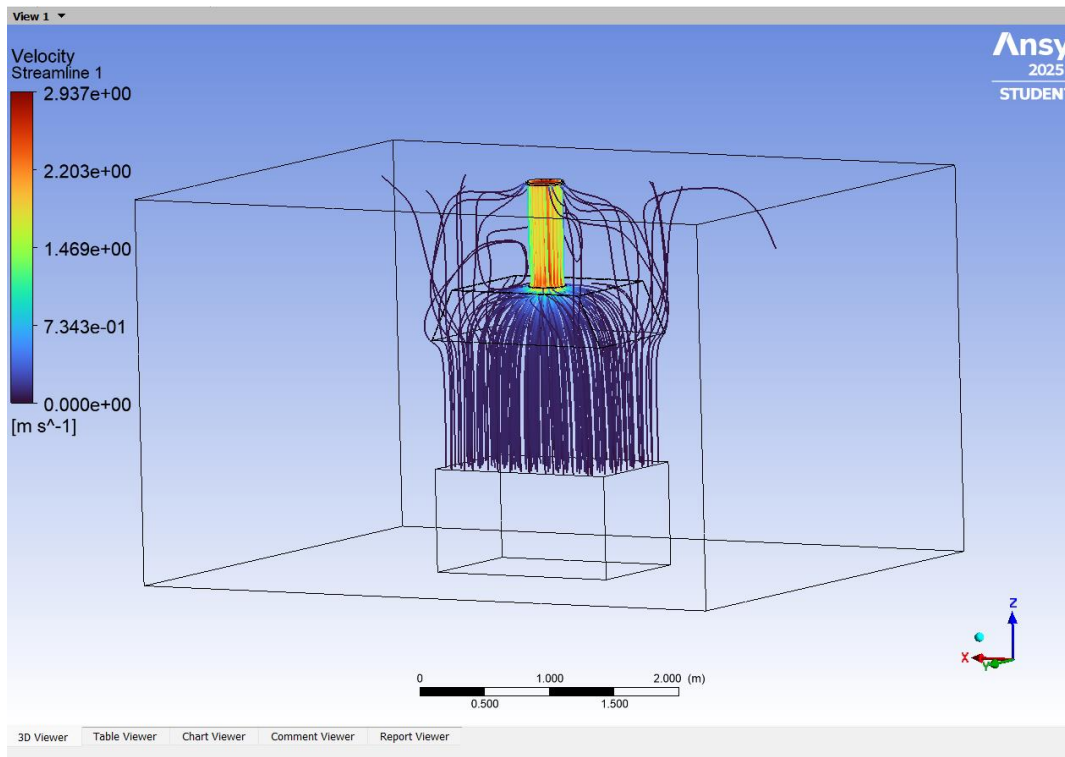 View 1
Velocity
Streamline 1
2.937e+00
2.203e+00
1.469e+00
7.343e-01
0.000e+00
[m s^-1]
Ansy
2025
STUDENT
Z
X
Y
0 1.000 2.000 (m)
0.500 1.500
3D Viewer Table Viewer Chart Viewer Comment Viewer Report Viewer